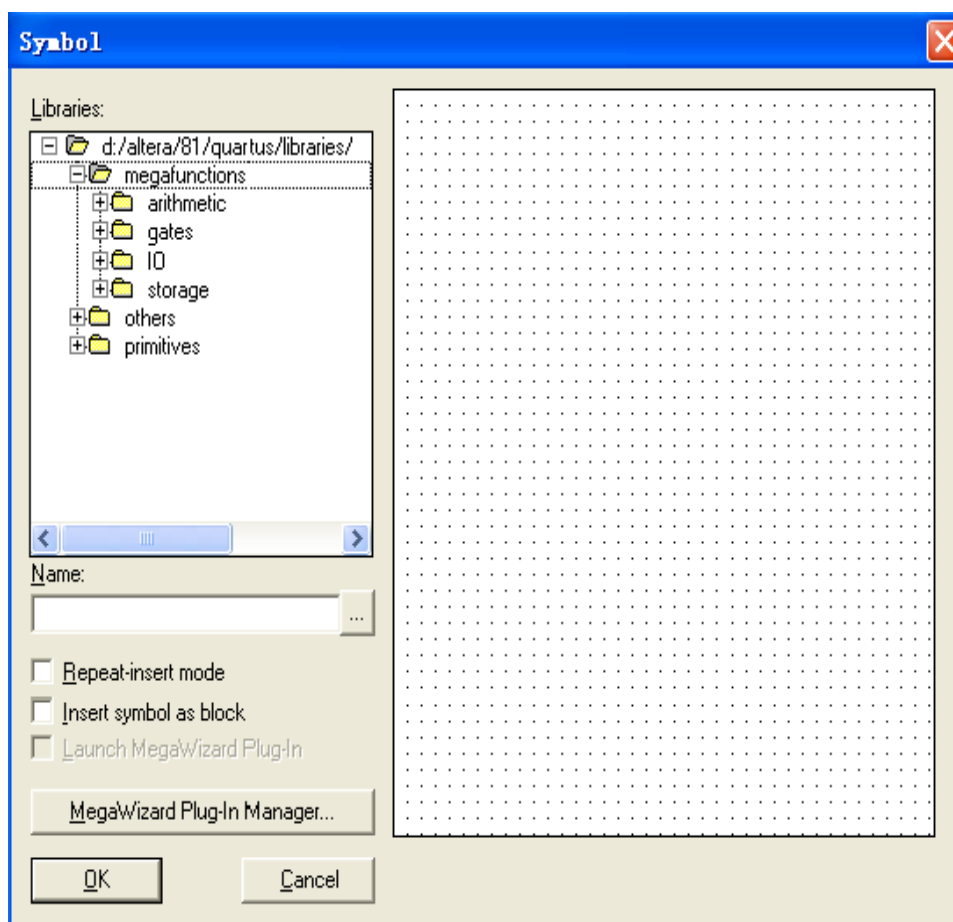 Symbol
Libraries:
d:/altera/81/quartus/libraries/
megafunctions
arithmetic
gates
IO
storage
others
primitives
Name:
...
Repeat-insert mode
Insert symbol as block
Launch MegaWizard Plug-In
MegaWizard Plug-In Manager...
OK
Cancel